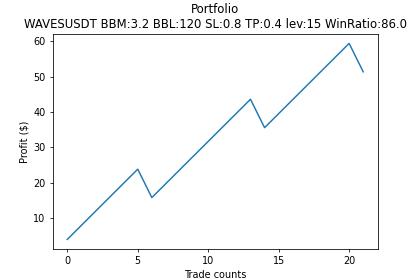 Portfolio
WAVESUSDT BBM:3.2 BBL:120 SL:0.8 TP:0.4 lev:15 WinRatio:86.0
60
50
40
30
20
10
Profit ($)
0 5 10 15 20
Trade counts